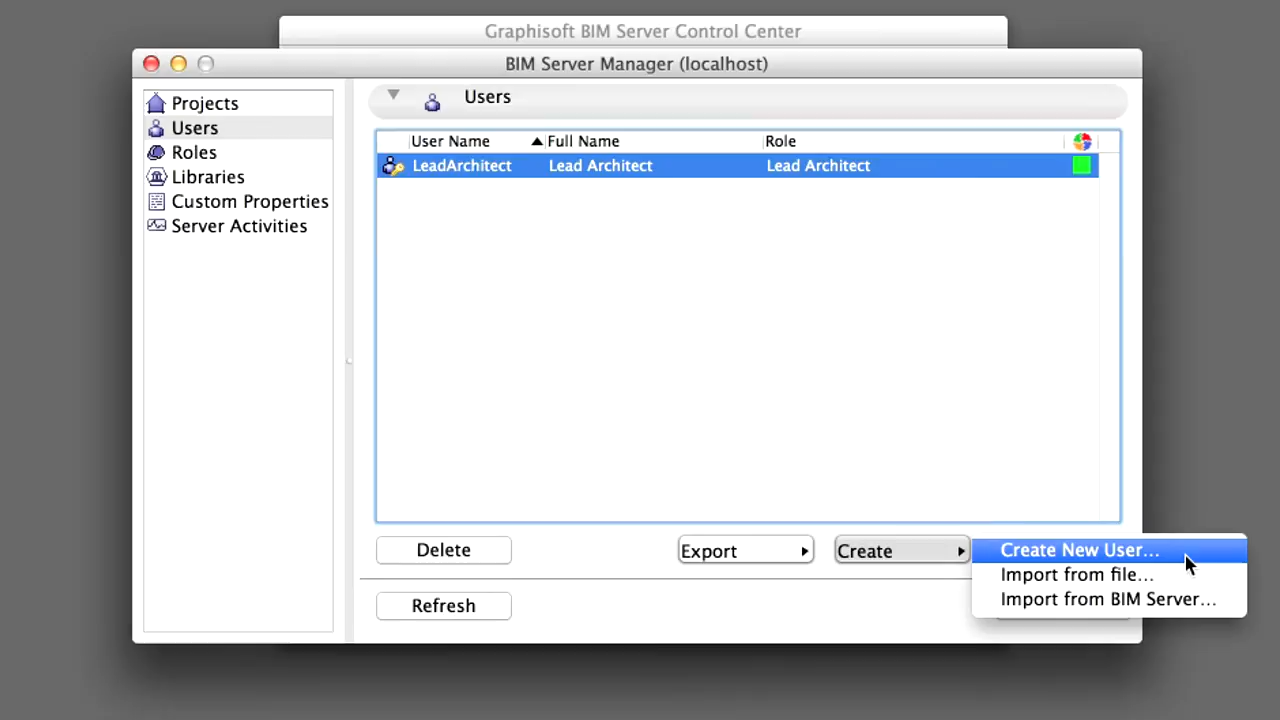 Graphisoft BIM Server Control Center
BIM Server Manager (localhost)
Projects
Users
Roles
Libraries
Custom Properties
Server Activities
Users
User Name Full Name Role
LeadArchitect Lead Architect Lead Architect
Delete Export Create
Create New User...
Import from file...
Import from BIM Server...
Refresh